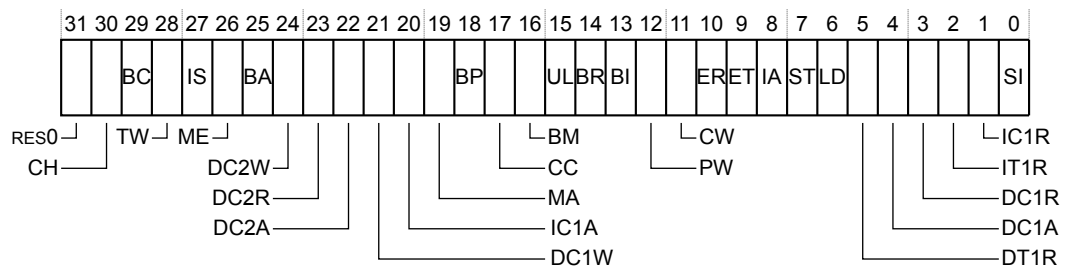 31 30 29 28 27 26 25 24 23 22 21 20 19 18 17 16 15 14 13 12 11 10 9 8 7 6 5 4 3 2 1 0
BC IS BA BP UL BR BI ER ET IA ST LD SI
RES0 TW ME BM CW IC1R
CH DC2W CC PW IT1R
DC2R MA DC1R
DC2A IC1A DC1A
DC1W DT1R